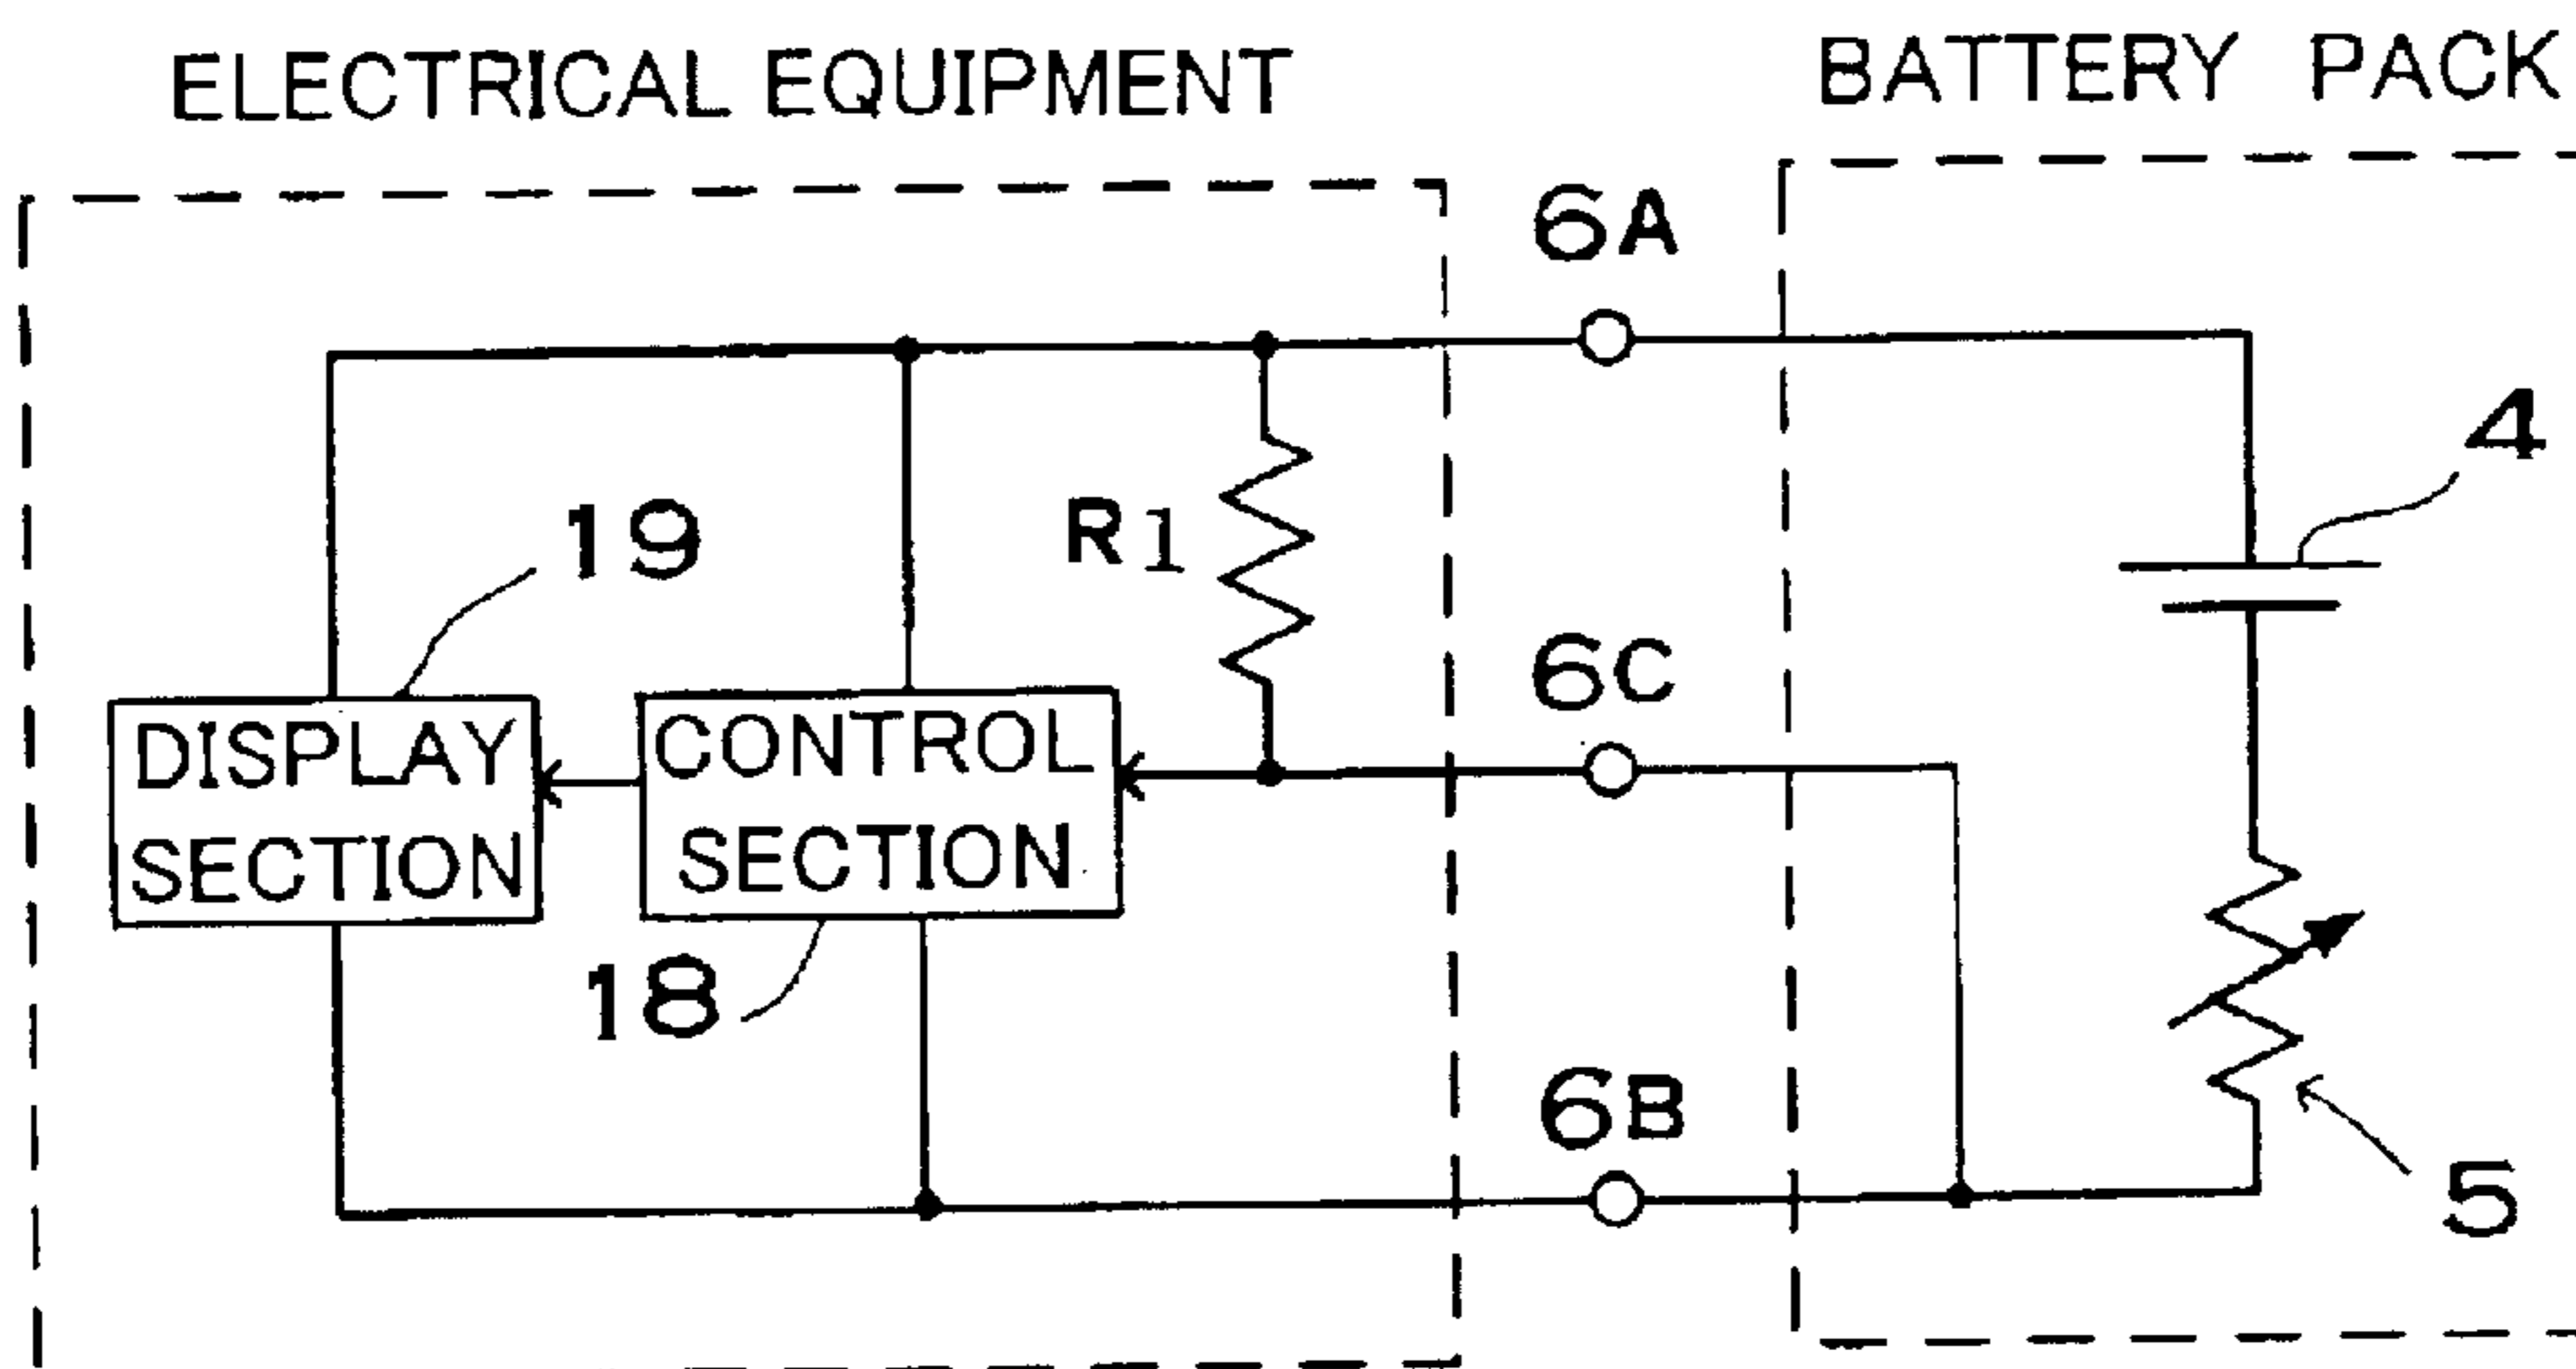 ELECTRICAL EQUIPMENT
BATTERY PACK
6A
4
19
R1
6C
DISPLAY
SECTION
CONTROL
SECTION
18
6B
5